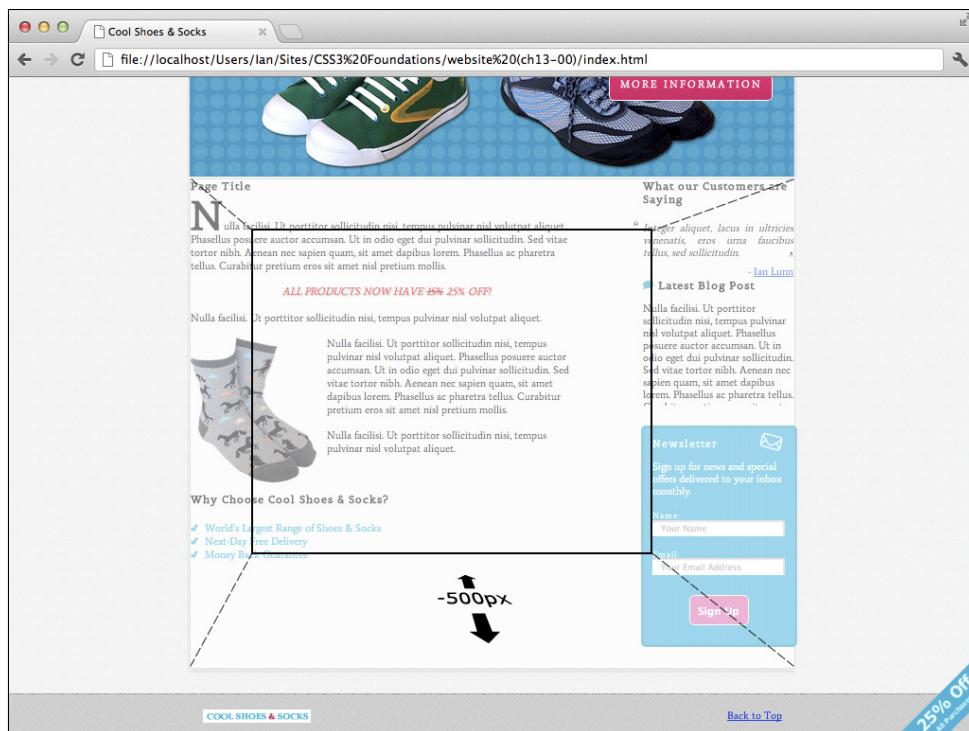 Cool Shoes & Socks
file://localhost/Users/Ian/Sites/CSS3%20Foundations/website%20(ch13-00)/index.html
MORE INFORMATION
Page Title
Nulla facilisi. Ut porttitor sollicitudin nisi, tempus pulvinar nisl volutpat aliquet.
Phasellus posuere auctor accumsan. Ut in odio eget dui pulvinar sollicitudin. Sed vitae
tortor nibh. Aenean nec sapien quam, sit amet dapibus lorem. Phasellus ac pharetra
tellus. Curabitur pretium eros sit amet nisl pretium mollis.
ALL PRODUCTS NOW HAVE 15% 25% OFF!
Nulla facilisi. Ut porttitor sollicitudin nisi, tempus pulvinar nisl volutpat aliquet.
Nulla facilisi. Ut porttitor sollicitudin nisi, tempus
pulvinar nisl volutpat aliquet. Phasellus posuere auctor
accumsan. Ut in odio eget dui pulvinar sollicitudin. Sed
vitae tortor nibh. Aenean nec sapien quam, sit amet
dapibus lorem. Phasellus ac pharetra tellus. Curabitur
pretium eros sit amet nisl pretium mollis.
Nulla facilisi. Ut porttitor sollicitudin nisi, tempus
pulvinar nisl volutpat aliquet.
Why Choose Cool Shoes & Socks?
World's Largest Range of Shoes & Socks
Next-Day Free Delivery
Money Back Guarantee
-500px
What our Customers are
Saying
“ Integer aliquet, lacus in ultricies
venenatis, eros urna faucibus
tellus, sed sollicitudin. ”
- Ian Lunn
Latest Blog Post
Nulla facilisi. Ut porttitor
sollicitudin nisi, tempus pulvinar
nisl volutpat aliquet. Phasellus
posuere auctor accumsan. Ut in
odio eget dui pulvinar sollicitudin.
Sed vitae tortor nibh. Aenean nec
sapien quam, sit amet dapibus
lorem. Phasellus ac pharetra tellus.
Newsletter
Sign up for news and special
offers delivered to your inbox
monthly.
Name:
Your Name
Email:
Your Email Address
Sign Up
COOL SHOES & SOCKS
Back to Top
25% Off